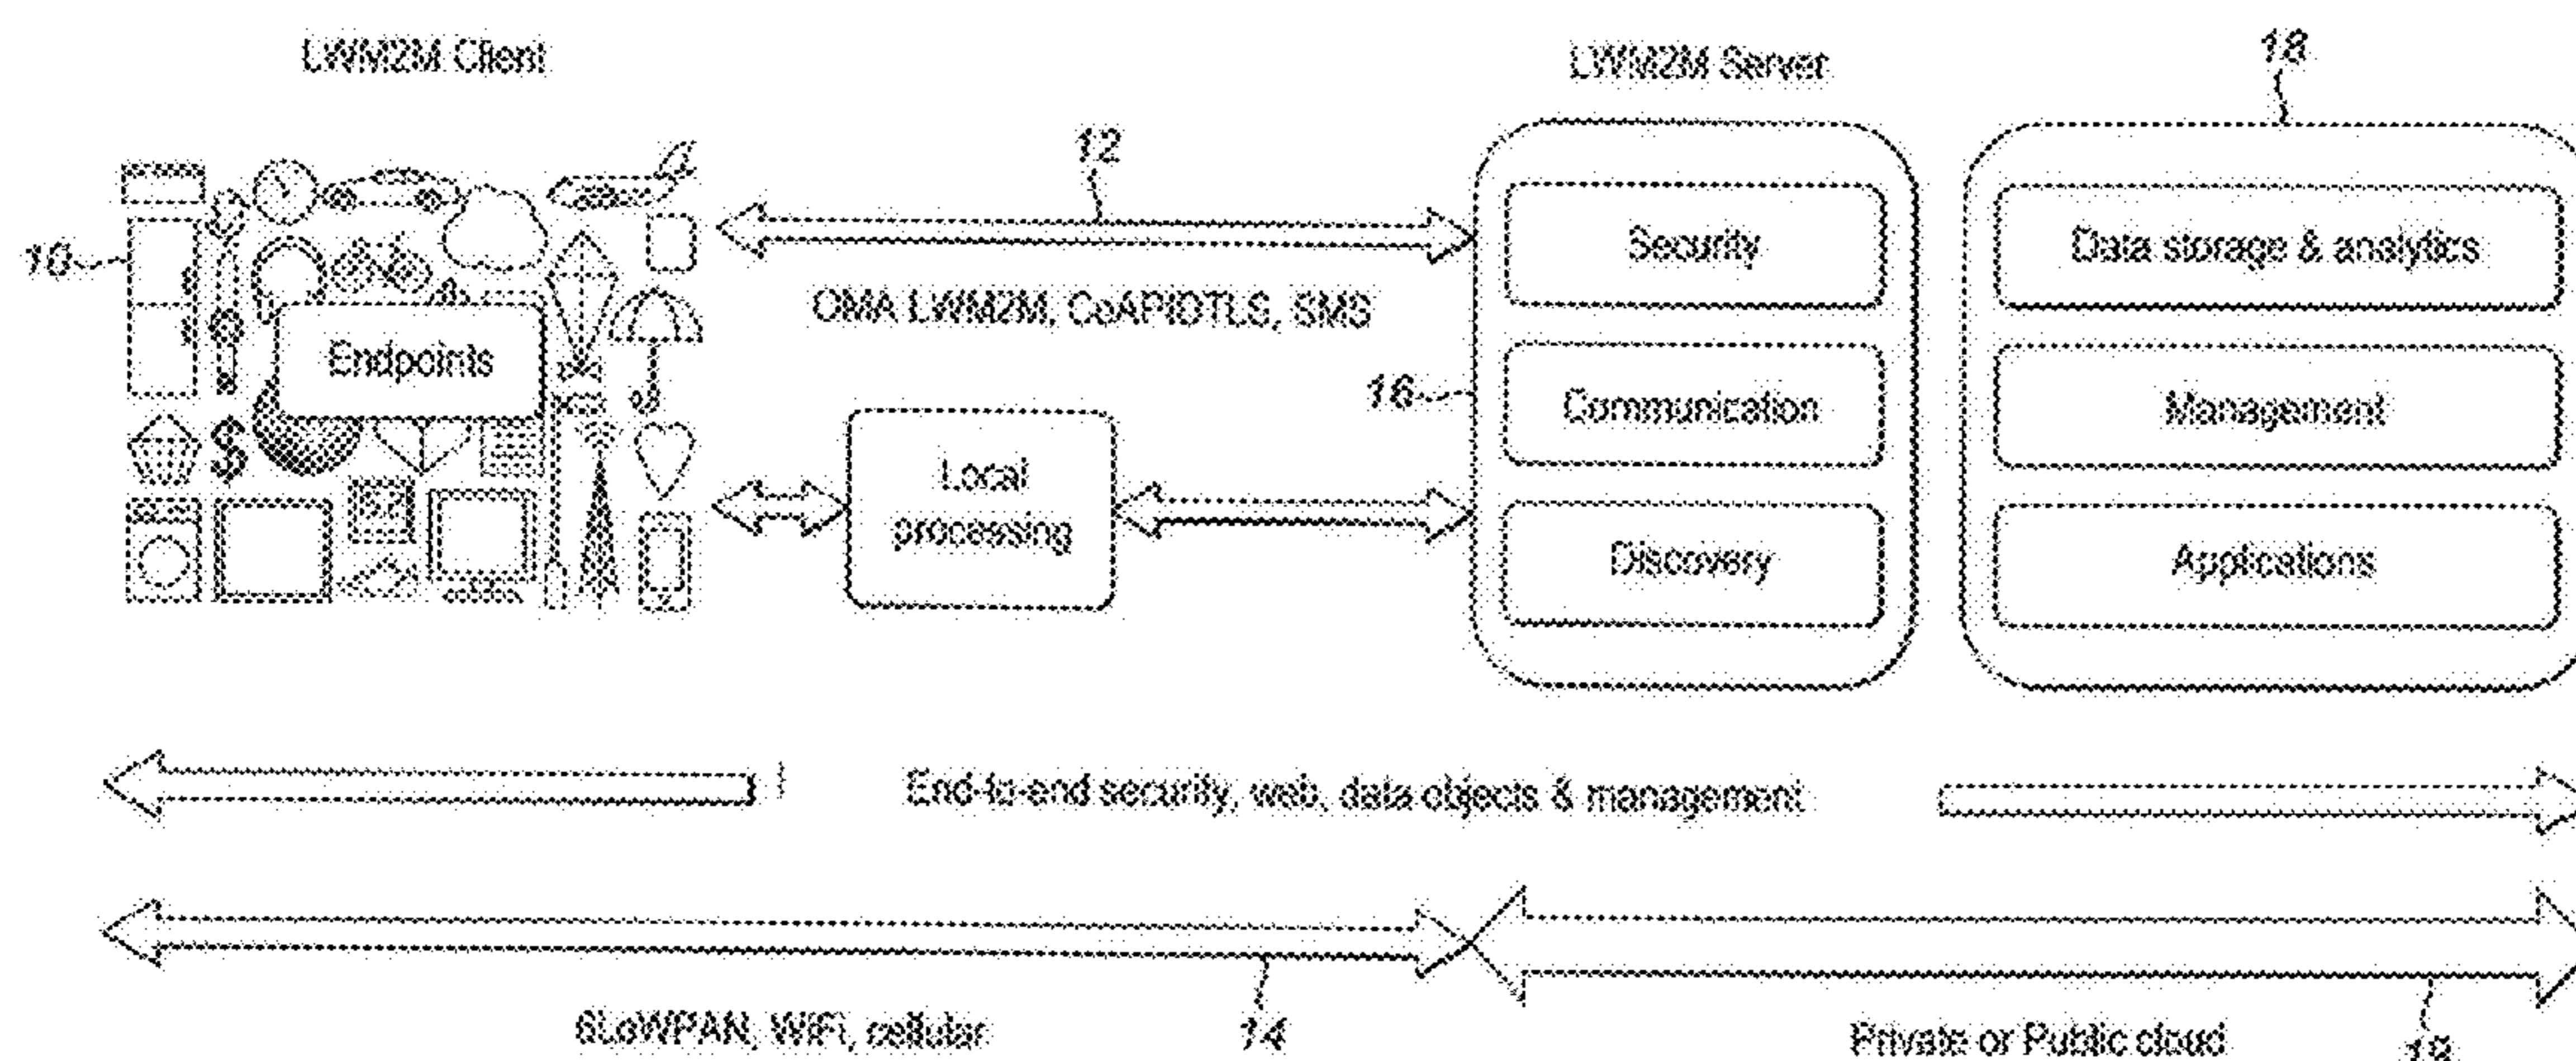 LWM2M Client
LWM2M Server
18
12
10
Security
Data storage & analytics
OMA LWM2M, CoAPIDTLS, SMS
Endpoints
16
Communication
Management
$
Local
processing
Discovery
Applications
End-to-end security, web, data objects & management
6LoWPAN, WiFi, cellular
14
Private or Public cloud